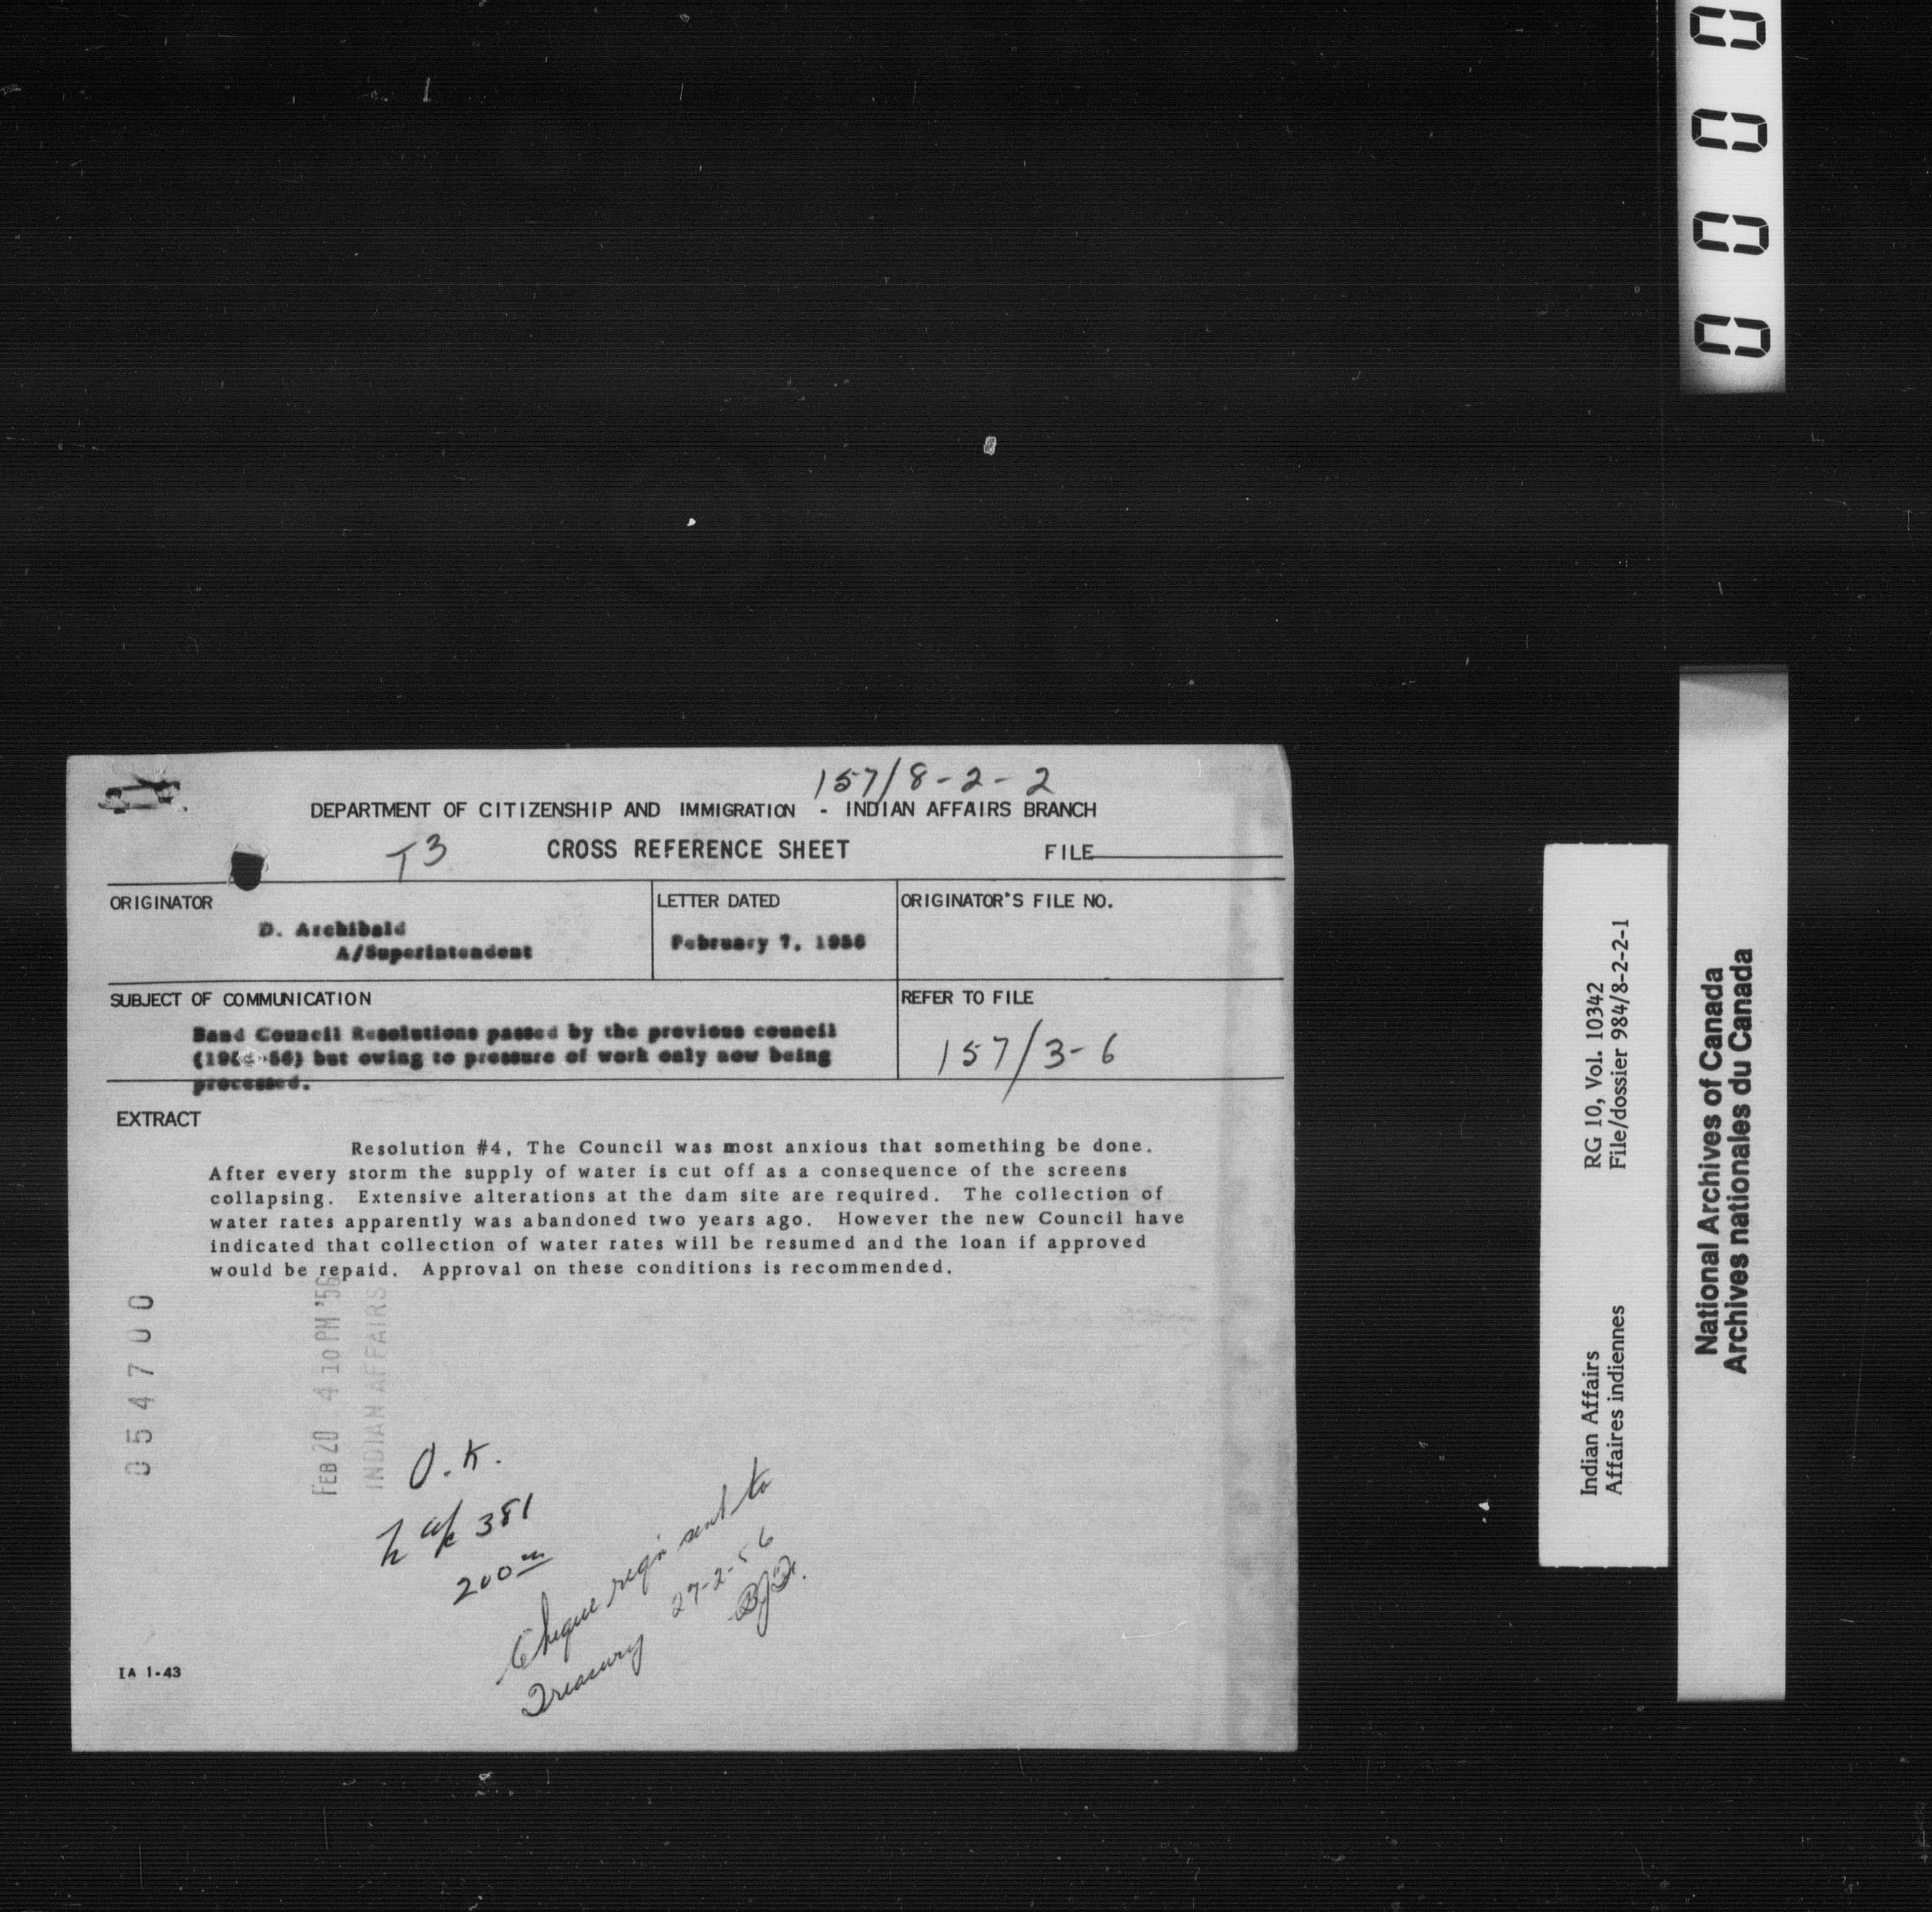 157/8-2-2
DEPARTMENT OF CITIZENSHIP AND IMMIGRATION - INDIAN AFFAIRS BRANCH
T3
CROSS REFERENCE SHEET
FILE
ORIGINATOR
D. Archibald
A/Superintendent
LETTER DATED
February 7, 1956
ORIGINATOR'S FILE NO.
SUBJECT OF COMMUNICATION
Band Council Resolutions passed by the previous council
56) but owing to pressure of work only now being
processed.
REFER TO FILE
157/3-6
EXTRACT
Resolution #4, The Council was most anxious that something be done.
After every storm the supply of water is cut off as a consequence of the screens
collapsing. Extensive alterations at the dam site are required. The collection of
water rates apparently was abandoned two years ago. However the new Council have
indicated that collection of water rates will be resumed and the loan if approved
would be repaid. Approval on these conditions is recommended.
054700
FEB 20 4 10 PM '56
INDIAN AFFAIRS
O.K.
381
200
Cheque reqn sent to
Treasury 27-2-56
IA 1-43
RG 10, Vol. 10342
File/dossier 984/8-2-2-1
Indian Affairs
Affaires indiennes
National Archives of Canada
Archives nationales du Canada
0000